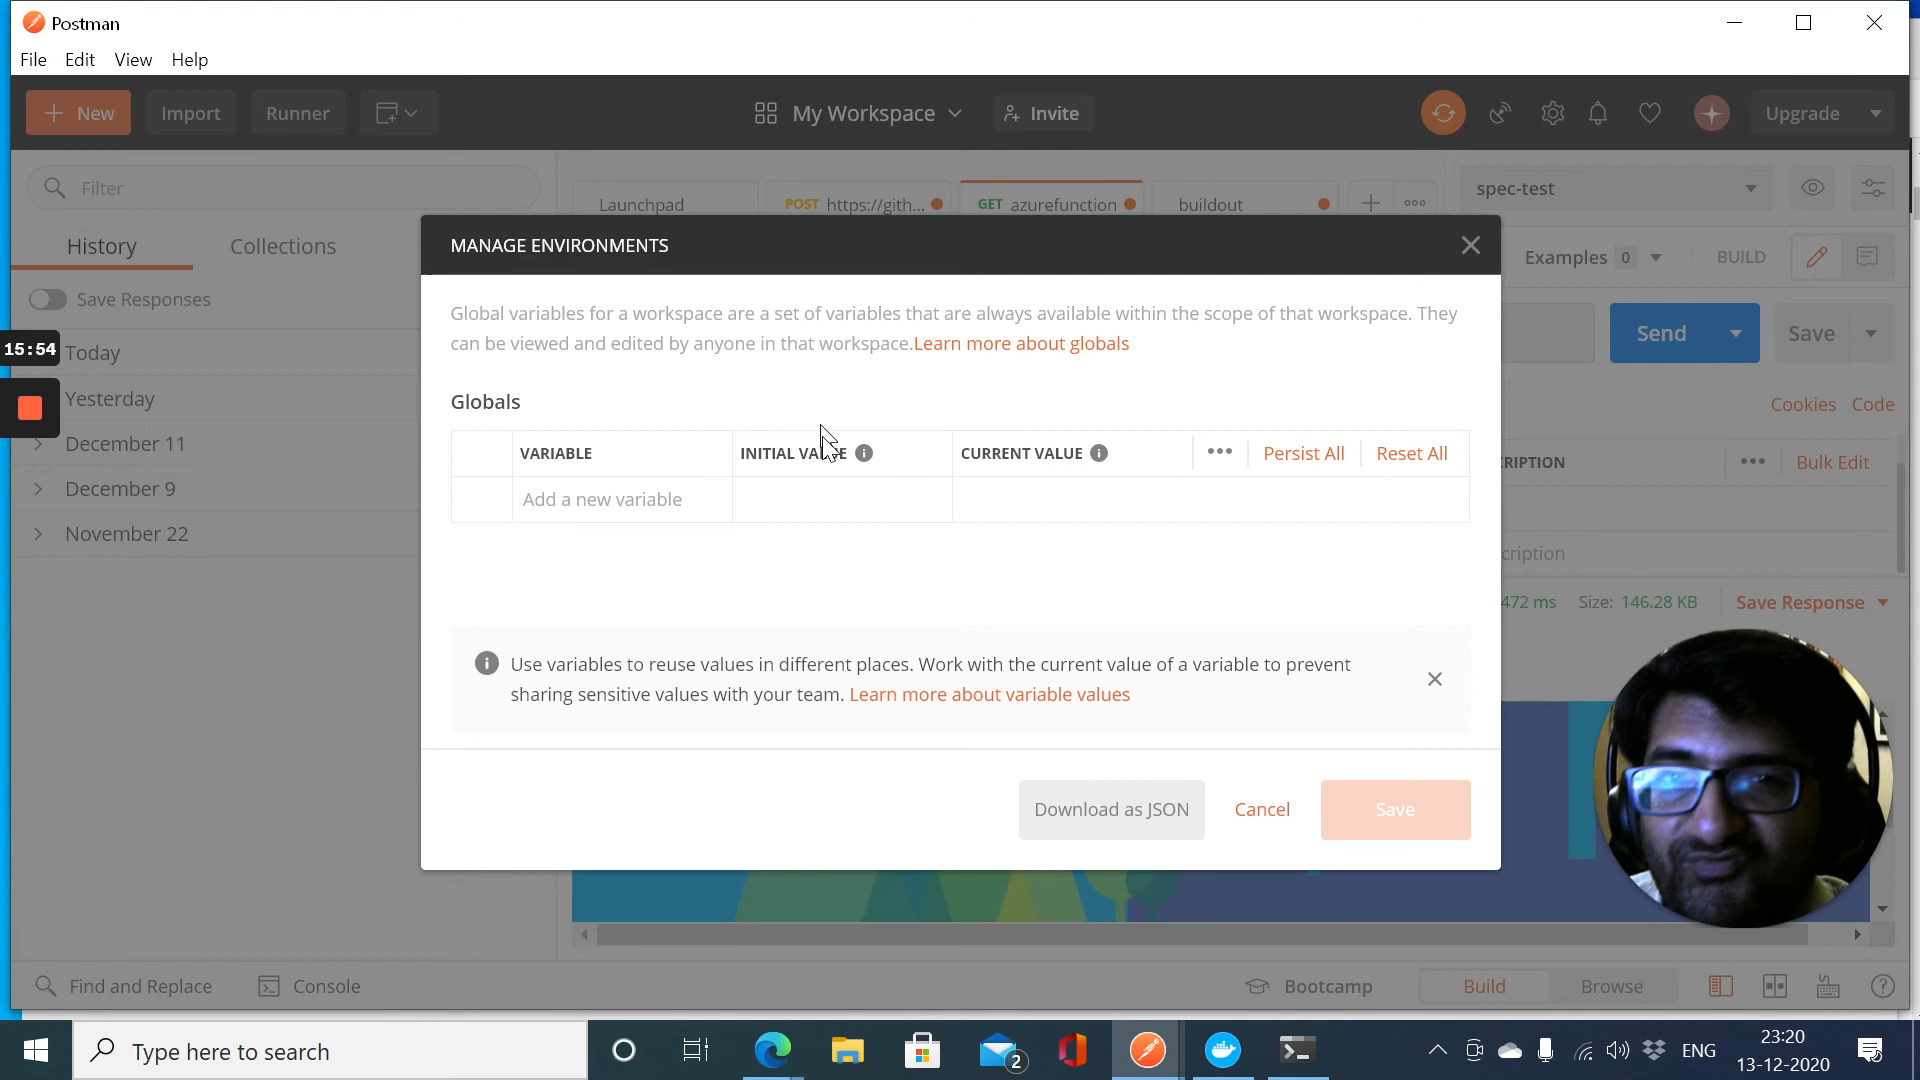 Postman
File Edit View Help
New Import Runner My Workspace Invite Upgrade
Filter
Launchpad POST https://gith... GET azurefunction buildout spec-test
History Collections
Examples 0 BUILD
MANAGE ENVIRONMENTS
Save Responses
Global variables for a workspace are a set of variables that are always available within the scope of that workspace. They
can be viewed and edited by anyone in that workspace.Learn more about globals
Send Save
15:54
Today
Yesterday
December 11
December 9
November 22
Globals
Cookies Code
VARIABLE INITIAL VALUE CURRENT VALUE Persist All Reset All
Add a new variable
CRIPTION Bulk Edit
cription
472 ms Size: 146.28 KB Save Response
Use variables to reuse values in different places. Work with the current value of a variable to prevent
sharing sensitive values with your team. Learn more about variable values
Download as JSON Cancel Save
Find and Replace Console Bootcamp Build Browse
Type here to search
2
ENG
23:20
13-12-2020